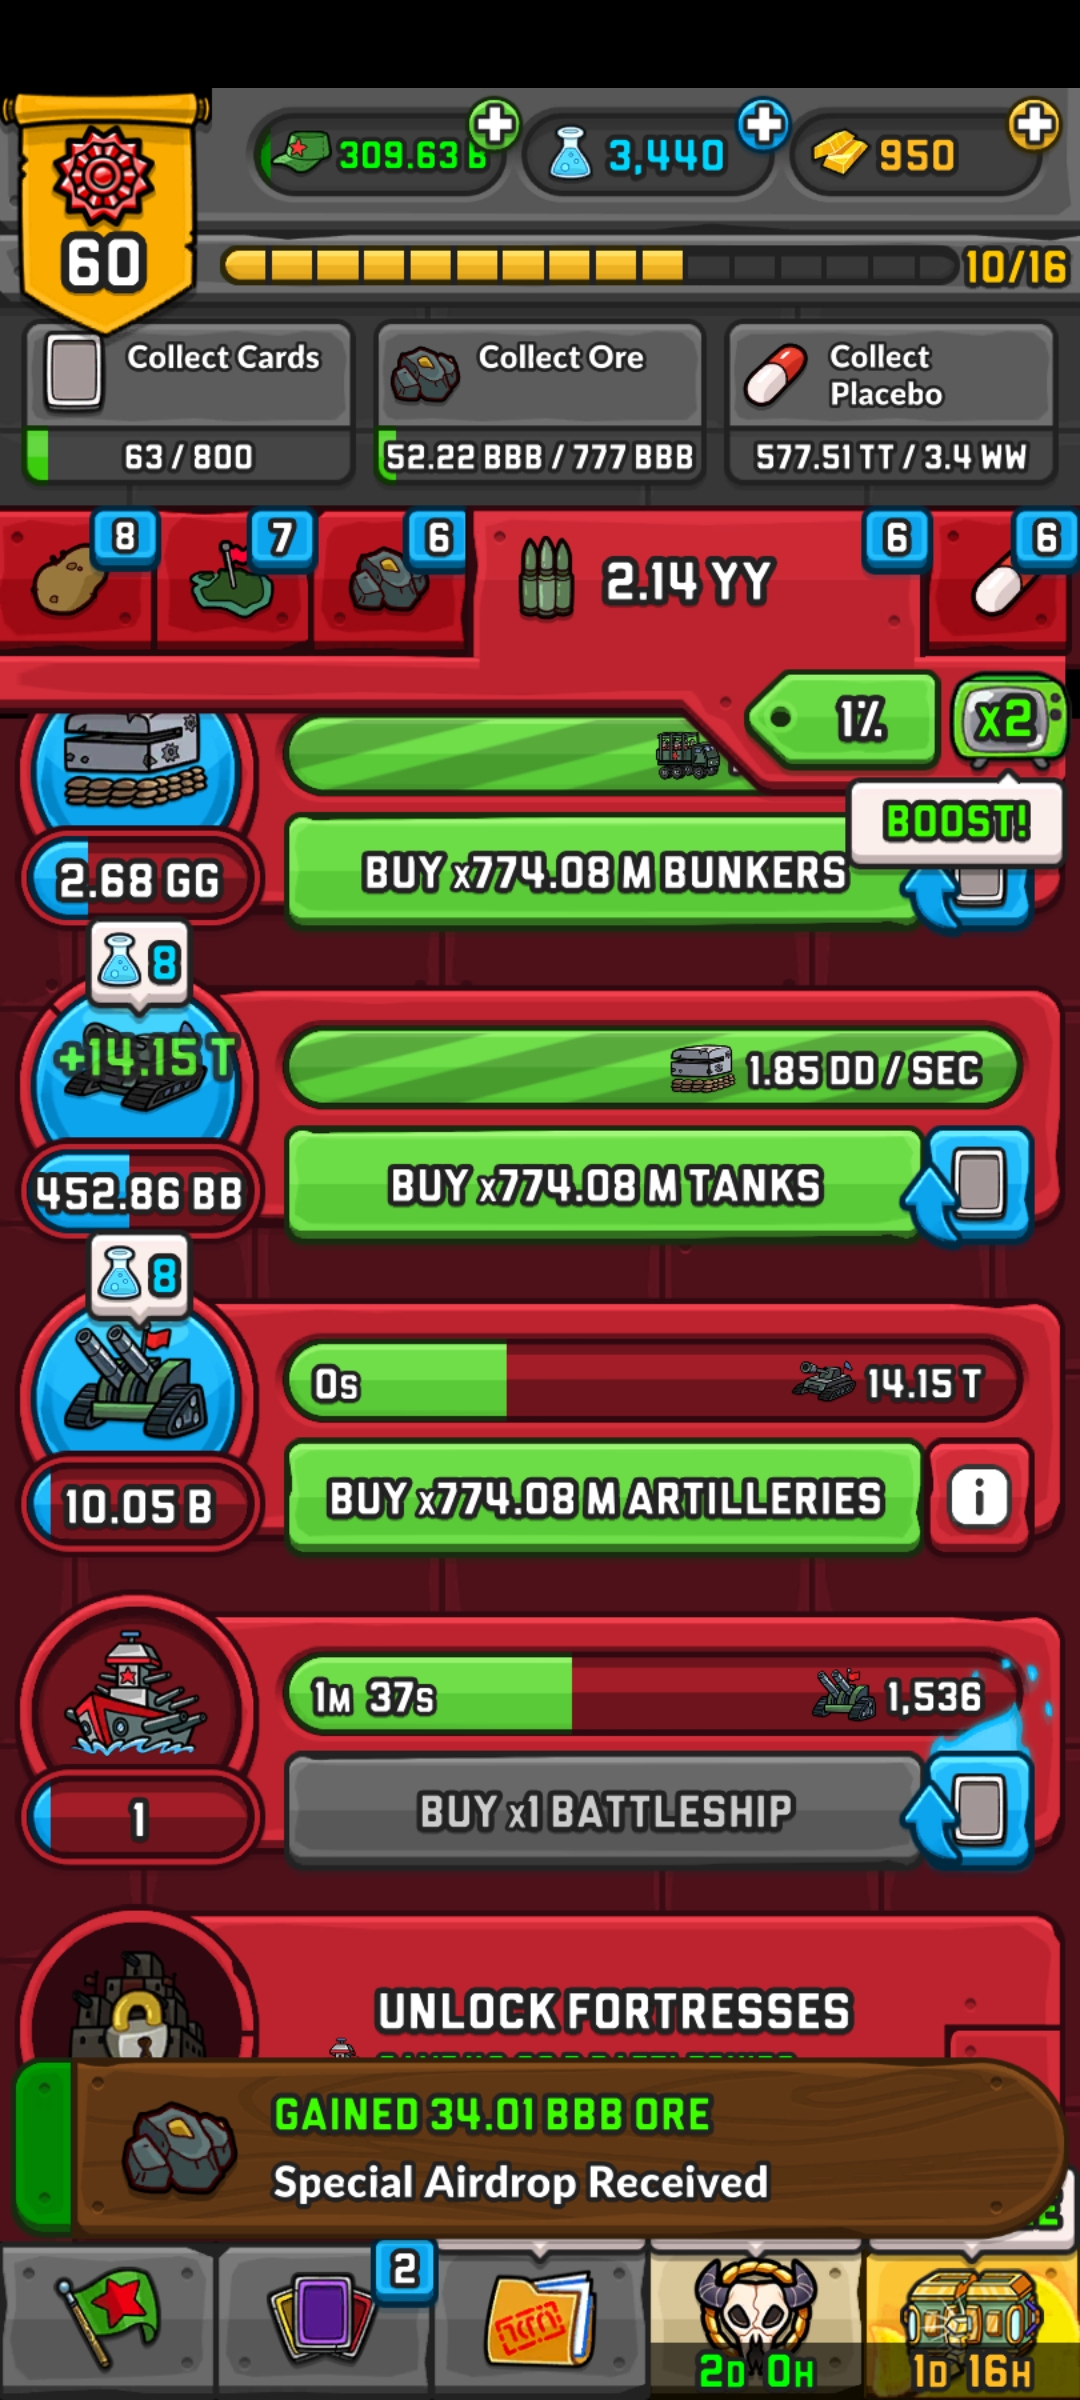 309.63 B
3,440
950
60
10/16
Collect Cards
63 / 800
Collect Ore
52.22 BBB / 777 BBB
Collect
Placebo
577.51 TT / 3.4 WW
8
7
6
2.14 YY
6
6
1%
x2
BOOST!
2.68 GG
BUY x774.08 M BUNKERS
8
+14.15 T
1.85 DD / SEC
452.86 BB
BUY x774.08 M TANKS
8
0s
14.15 T
10.05 B
BUY x774.08 M ARTILLERIES
i
1M 37s
1,536
1
BUY x1 BATTLESHIP
UNLOCK FORTRESSES
GAINED 34.01 BBB ORE
Special Airdrop Received
2
2D 0H
1D 16H